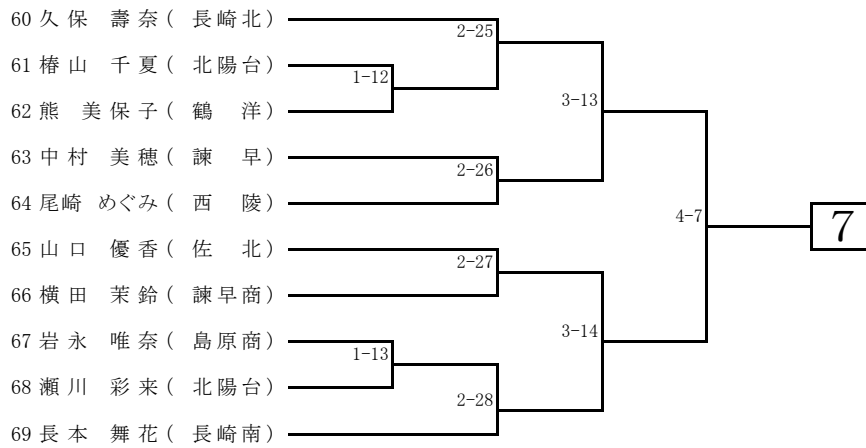 60 久保 壽奈 ( 長崎北 )
2-25
61 椿山 千夏 ( 北陽台 )
1-12
62 熊 美保子 ( 鶴 洋 )
3-13
63 中村 美穂 ( 諫 早 )
2-26
64 尾崎 めぐみ ( 西 陵 )
4-7
7
65 山口 優香 ( 佐 北 )
2-27
66 横田 茉鈴 ( 諫早商 )
3-14
67 岩永 唯奈 ( 島原商 )
1-13
68 瀬川 彩来 ( 北陽台 )
2-28
69 長本 舞花 ( 長崎南 )